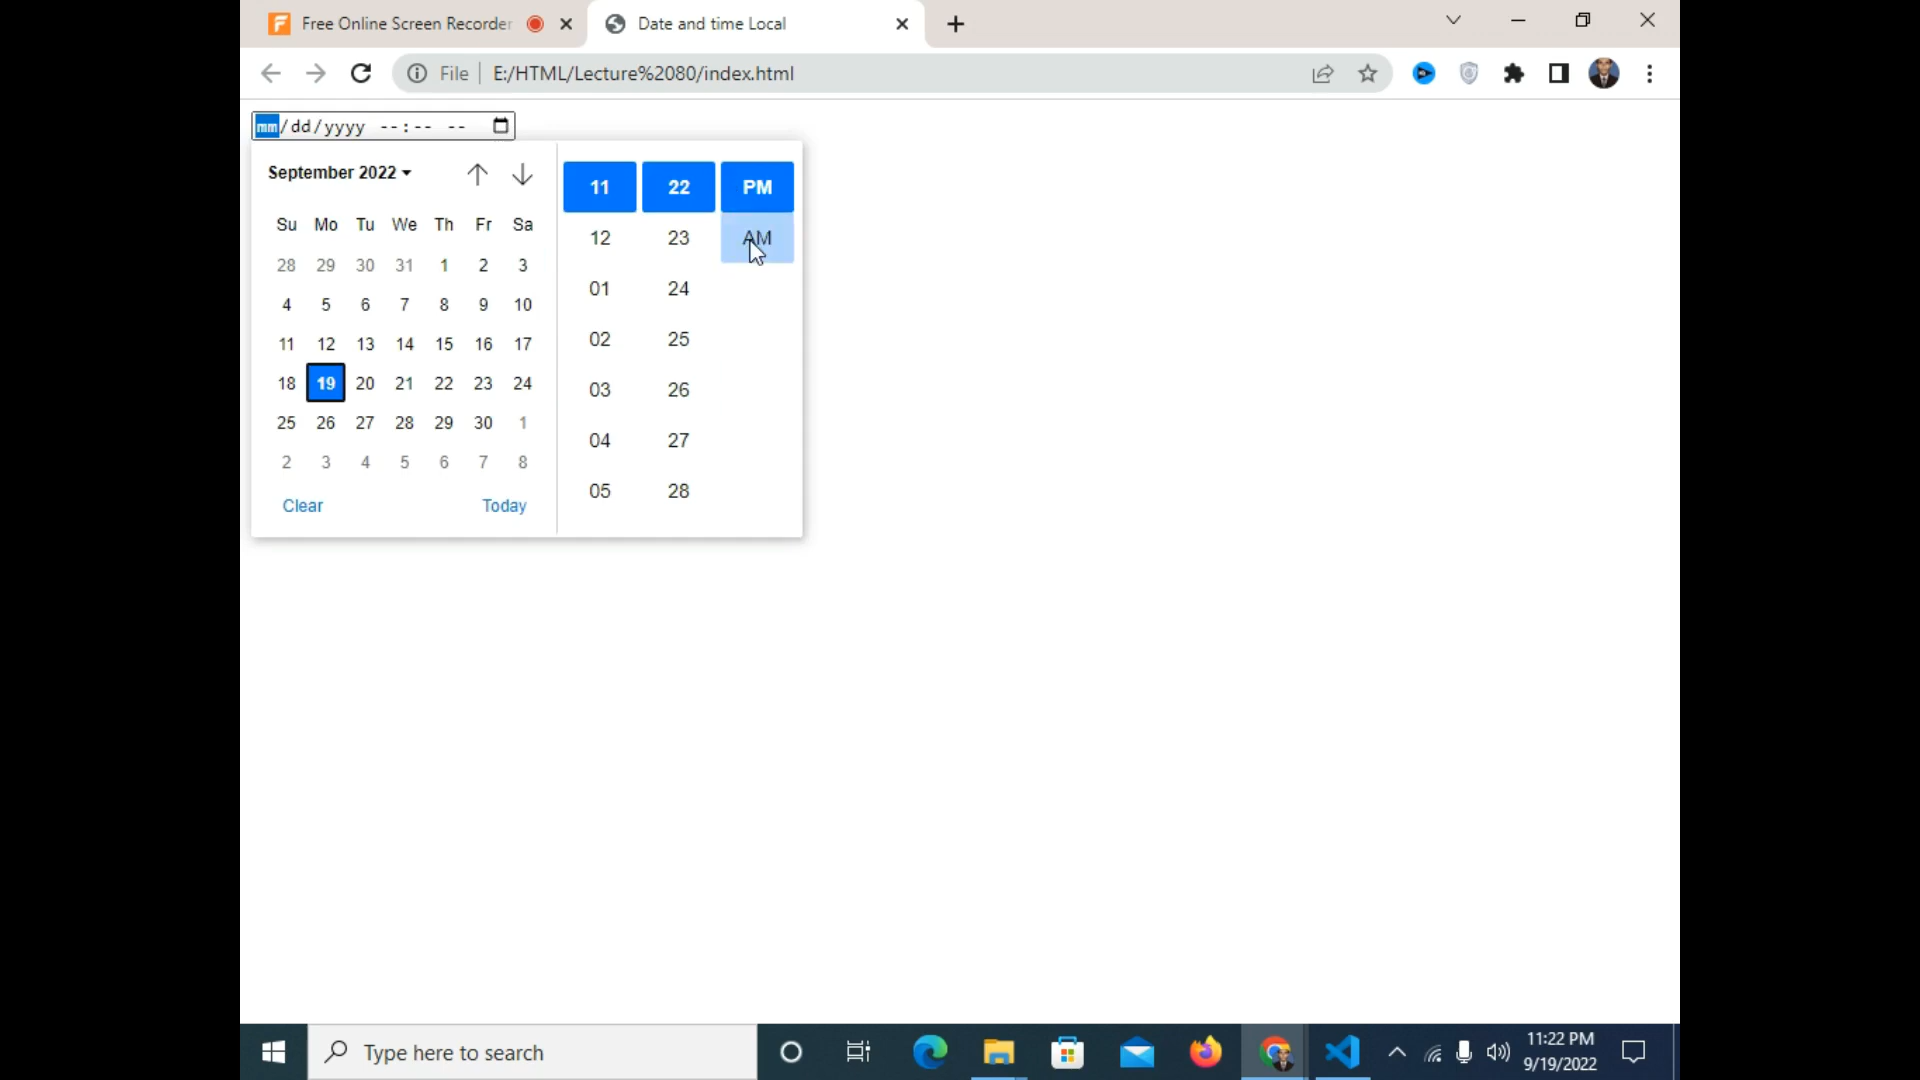 Free Online Screen Recorder
Date and time Local
File
E:/HTML/Lecture%2080/index.html
mm/dd/yyyy --:-- --
September 2022
Su Mo Tu We Th Fr Sa
28 29 30 31 1 2 3
4 5 6 7 8 9 10
11 12 13 14 15 16 17
18 19 20 21 22 23 24
25 26 27 28 29 30 1
2 3 4 5 6 7 8
Clear Today
11 22 PM
12 23 AM
01 24
02 25
03 26
04 27
05 28
Type here to search
11:22 PM
9/19/2022